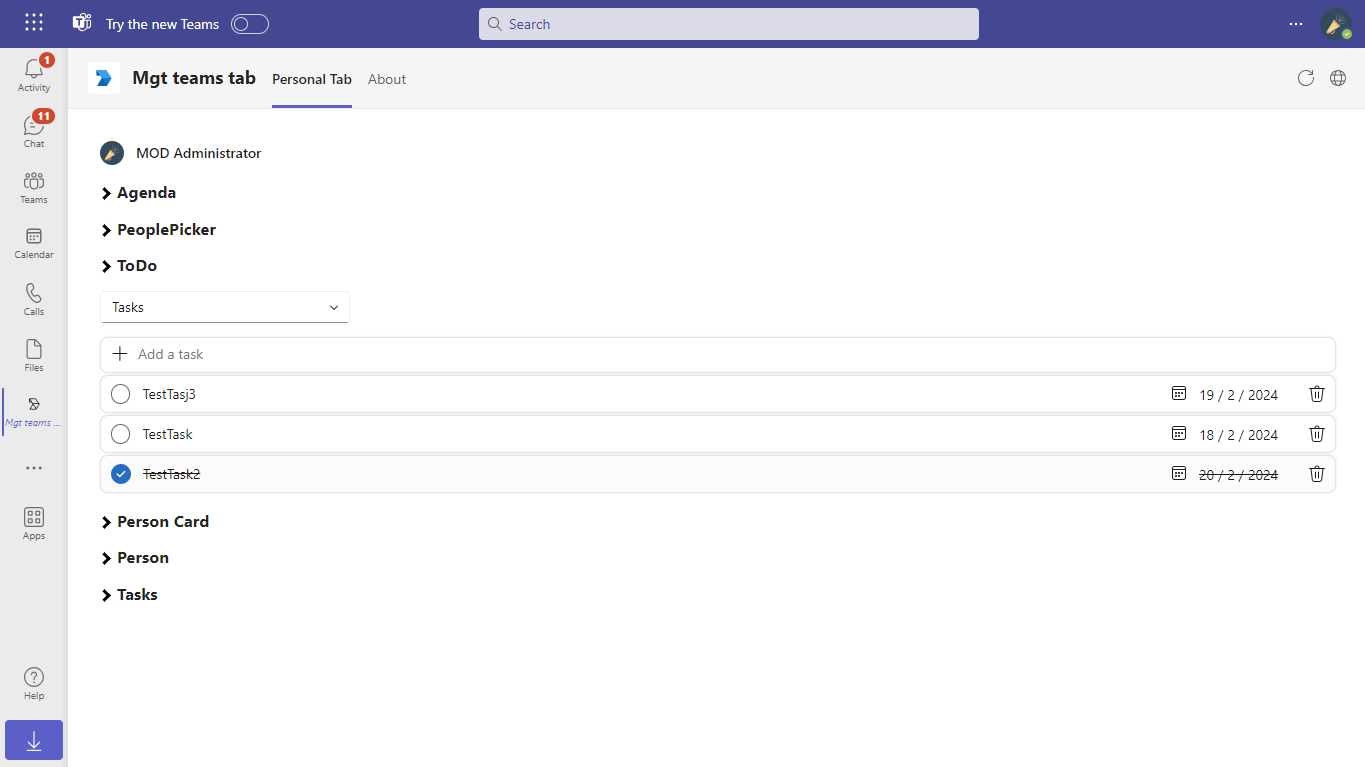 Try the new Teams
Search
1
Activity
11
Chat
Teams
Calendar
Calls
Files
Mgt teams ...
Apps
Help
Mgt teams tab Personal Tab About
MOD Administrator
Agenda
PeoplePicker
ToDo
Tasks
Add a task
TestTasj3 19 / 2 / 2024
TestTask 18 / 2 / 2024
TestTask2 20 / 2 / 2024
Person Card
Person
Tasks